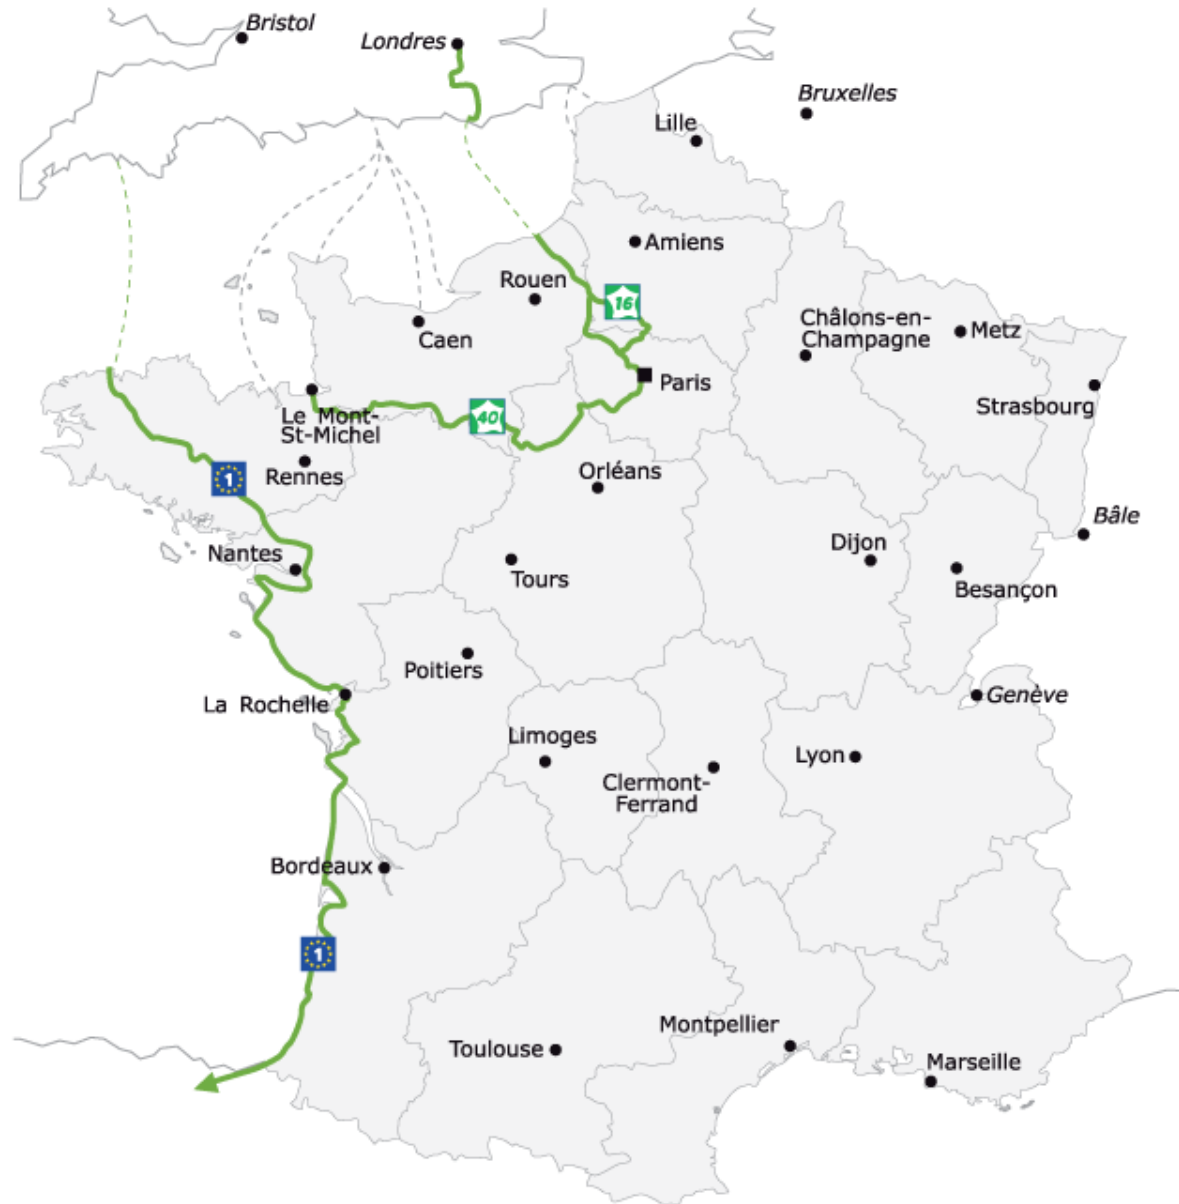 Bristol
Londres
Bruxelles
Lille
Amiens
Rouen
16
Caen
Châlons-en-
Champagne
Metz
Paris
Strasbourg
Le Mont-
St-Michel
40
Rennes
1
Orléans
Bâle
Nantes
Tours
Dijon
Besançon
Poitiers
La Rochelle
Genève
Limoges
Lyon
Clermont-
Ferrand
Bordeaux
1
Toulouse
Montpellier
Marseille